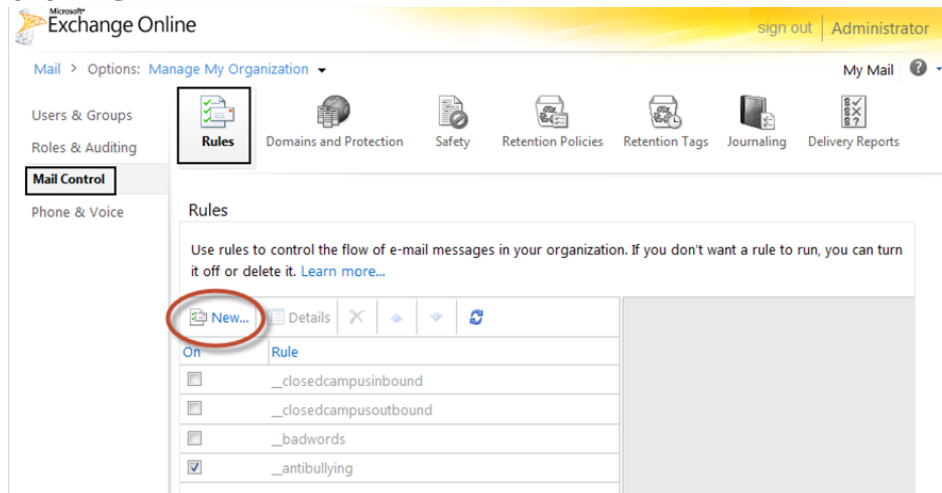 Microsoft
Exchange Online
sign out | Administrator
Mail > Options: Manage My Organization
My Mail ?
Users & Groups
Roles & Auditing
Mail Control
Phone & Voice
Rules
Domains and Protection
Safety
Retention Policies
Retention Tags
Journaling
Delivery Reports
Rules
Use rules to control the flow of e-mail messages in your organization. If you don't want a rule to run, you can turn
it off or delete it. Learn more...
New... Details
On Rule
__closedcampusinbound
__closedcampusoutbound
__badwords
__antibullying